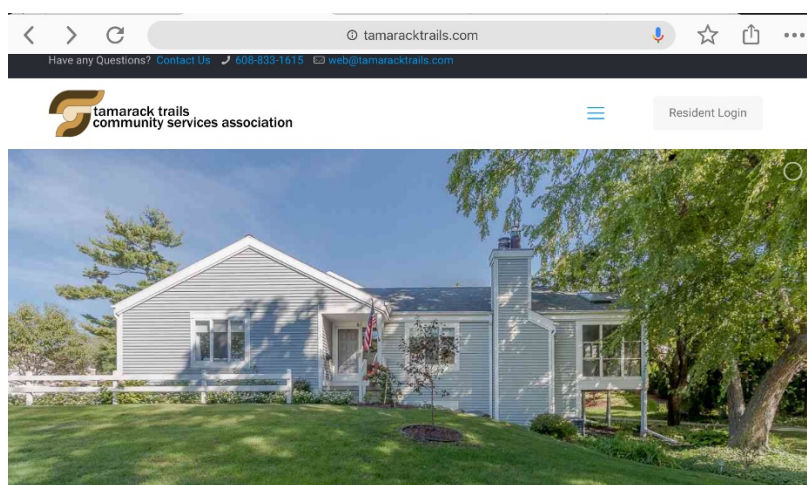 tamaracktrails.com
Have any Questions? Contact Us 608-833-1615 web@tamaracktrails.com
tamarack trails
community services association
Resident Login